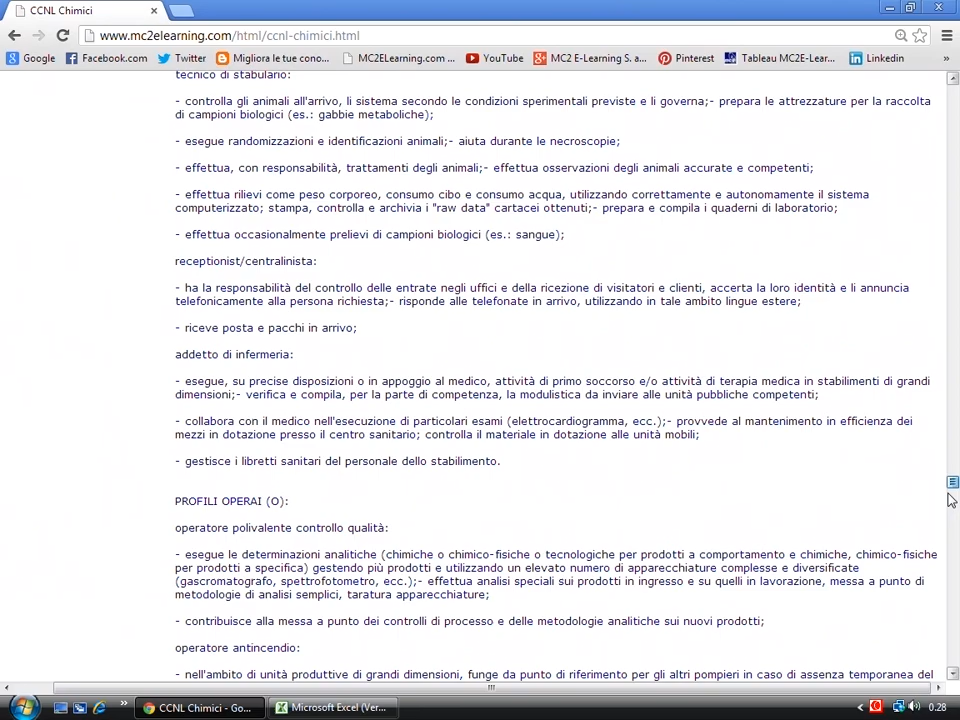 CCNL Chimici
www.mc2elearning.com/html/ccnl-chimici.html
Google Facebook.com Twitter Migliora le tue cono... MC2ELearning.com ... YouTube MC2 E-Learning S. a... Pinterest Tableau MC2E-Lear... Linkedin »
tecnico di stabulario:
- controlla gli animali all'arrivo, li sistema secondo le condizioni sperimentali previste e li governa;- prepara le attrezzature per la raccolta
di campioni biologici (es.: gabbie metaboliche);
- esegue randomizzazioni e identificazioni animali;- aiuta durante le necroscopie;
- effettua, con responsabilità, trattamenti degli animali;- effettua osservazioni degli animali accurate e competenti;
- effettua rilievi come peso corporeo, consumo cibo e consumo acqua, utilizzando correttamente e autonomamente il sistema
computerizzato; stampa, controlla e archivia i "raw data" cartacei ottenuti;- prepara e compila i quaderni di laboratorio;
- effettua occasionalmente prelievi di campioni biologici (es.: sangue);
receptionist/centralinista:
- ha la responsabilità del controllo delle entrate negli uffici e della ricezione di visitatori e clienti, accerta la loro identità e li annuncia
telefonicamente alla persona richiesta;- risponde alle telefonate in arrivo, utilizzando in tale ambito lingue estere;
- riceve posta e pacchi in arrivo;
addetto di infermeria:
- esegue, su precise disposizioni o in appoggio al medico, attività di primo soccorso e/o attività di terapia medica in stabilimenti di grandi
dimensioni;- verifica e compila, per la parte di competenza, la modulistica da inviare alle unità pubbliche competenti;
- collabora con il medico nell'esecuzione di particolari esami (elettrocardiogramma, ecc.);- provvede al mantenimento in efficienza dei
mezzi in dotazione presso il centro sanitario; controlla il materiale in dotazione alle unità mobili;
- gestisce i libretti sanitari del personale dello stabilimento.
PROFILI OPERAI (O):
operatore polivalente controllo qualità:
- esegue le determinazioni analitiche (chimiche o chimico-fisiche o tecnologiche per prodotti a comportamento e chimiche, chimico-fisiche
per prodotti a specifica) gestendo più prodotti e utilizzando un elevato numero di apparecchiature complesse e diversificate
(gascromatografo, spettrofotometro, ecc.);- effettua analisi speciali sui prodotti in ingresso e su quelli in lavorazione, messa a punto di
metodologie di analisi semplici, taratura apparecchiature;
- contribuisce alla messa a punto dei controlli di processo e delle metodologie analitiche sui nuovi prodotti;
operatore antincendio:
- nell'ambito di unità produttive di grandi dimensioni, funge da punto di riferimento per gli altri pompieri in caso di assenza temporanea del
» CCNL Chimici - Go... Microsoft Excel (Ver... 0.28